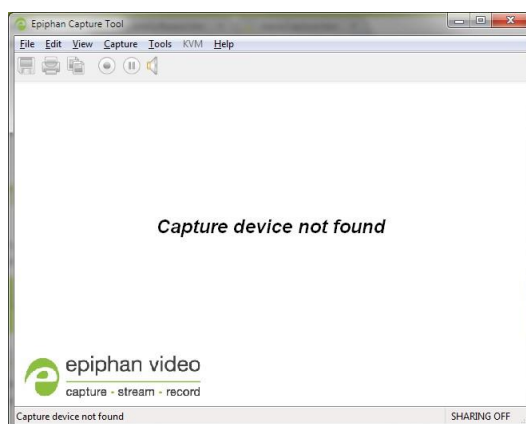 Epiphan Capture Tool
File Edit View Capture Tools KVM Help
Capture device not found
epiphan video
capture - stream - record
Capture device not found SHARING OFF